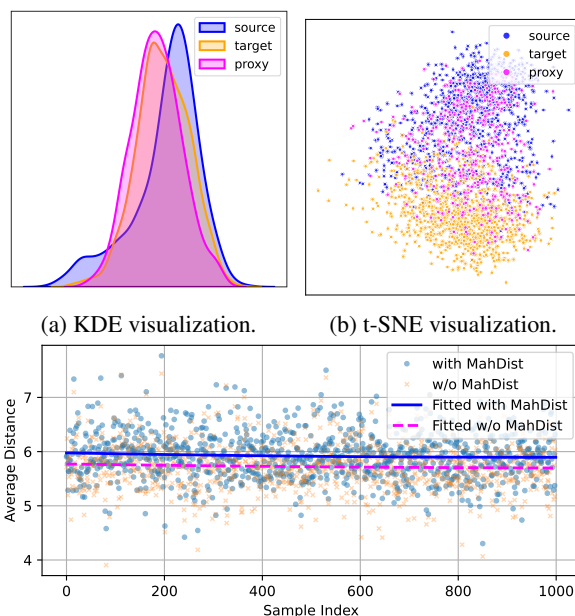 source
target
proxy
source
target
proxy
(a) KDE visualization.
(b) t-SNE visualization.
with MahDist
w/o MahDist
Fitted with MahDist
Fitted w/o MahDist
Average Distance
7
6
5
4
0
200
400
600
800
1000
Sample Index